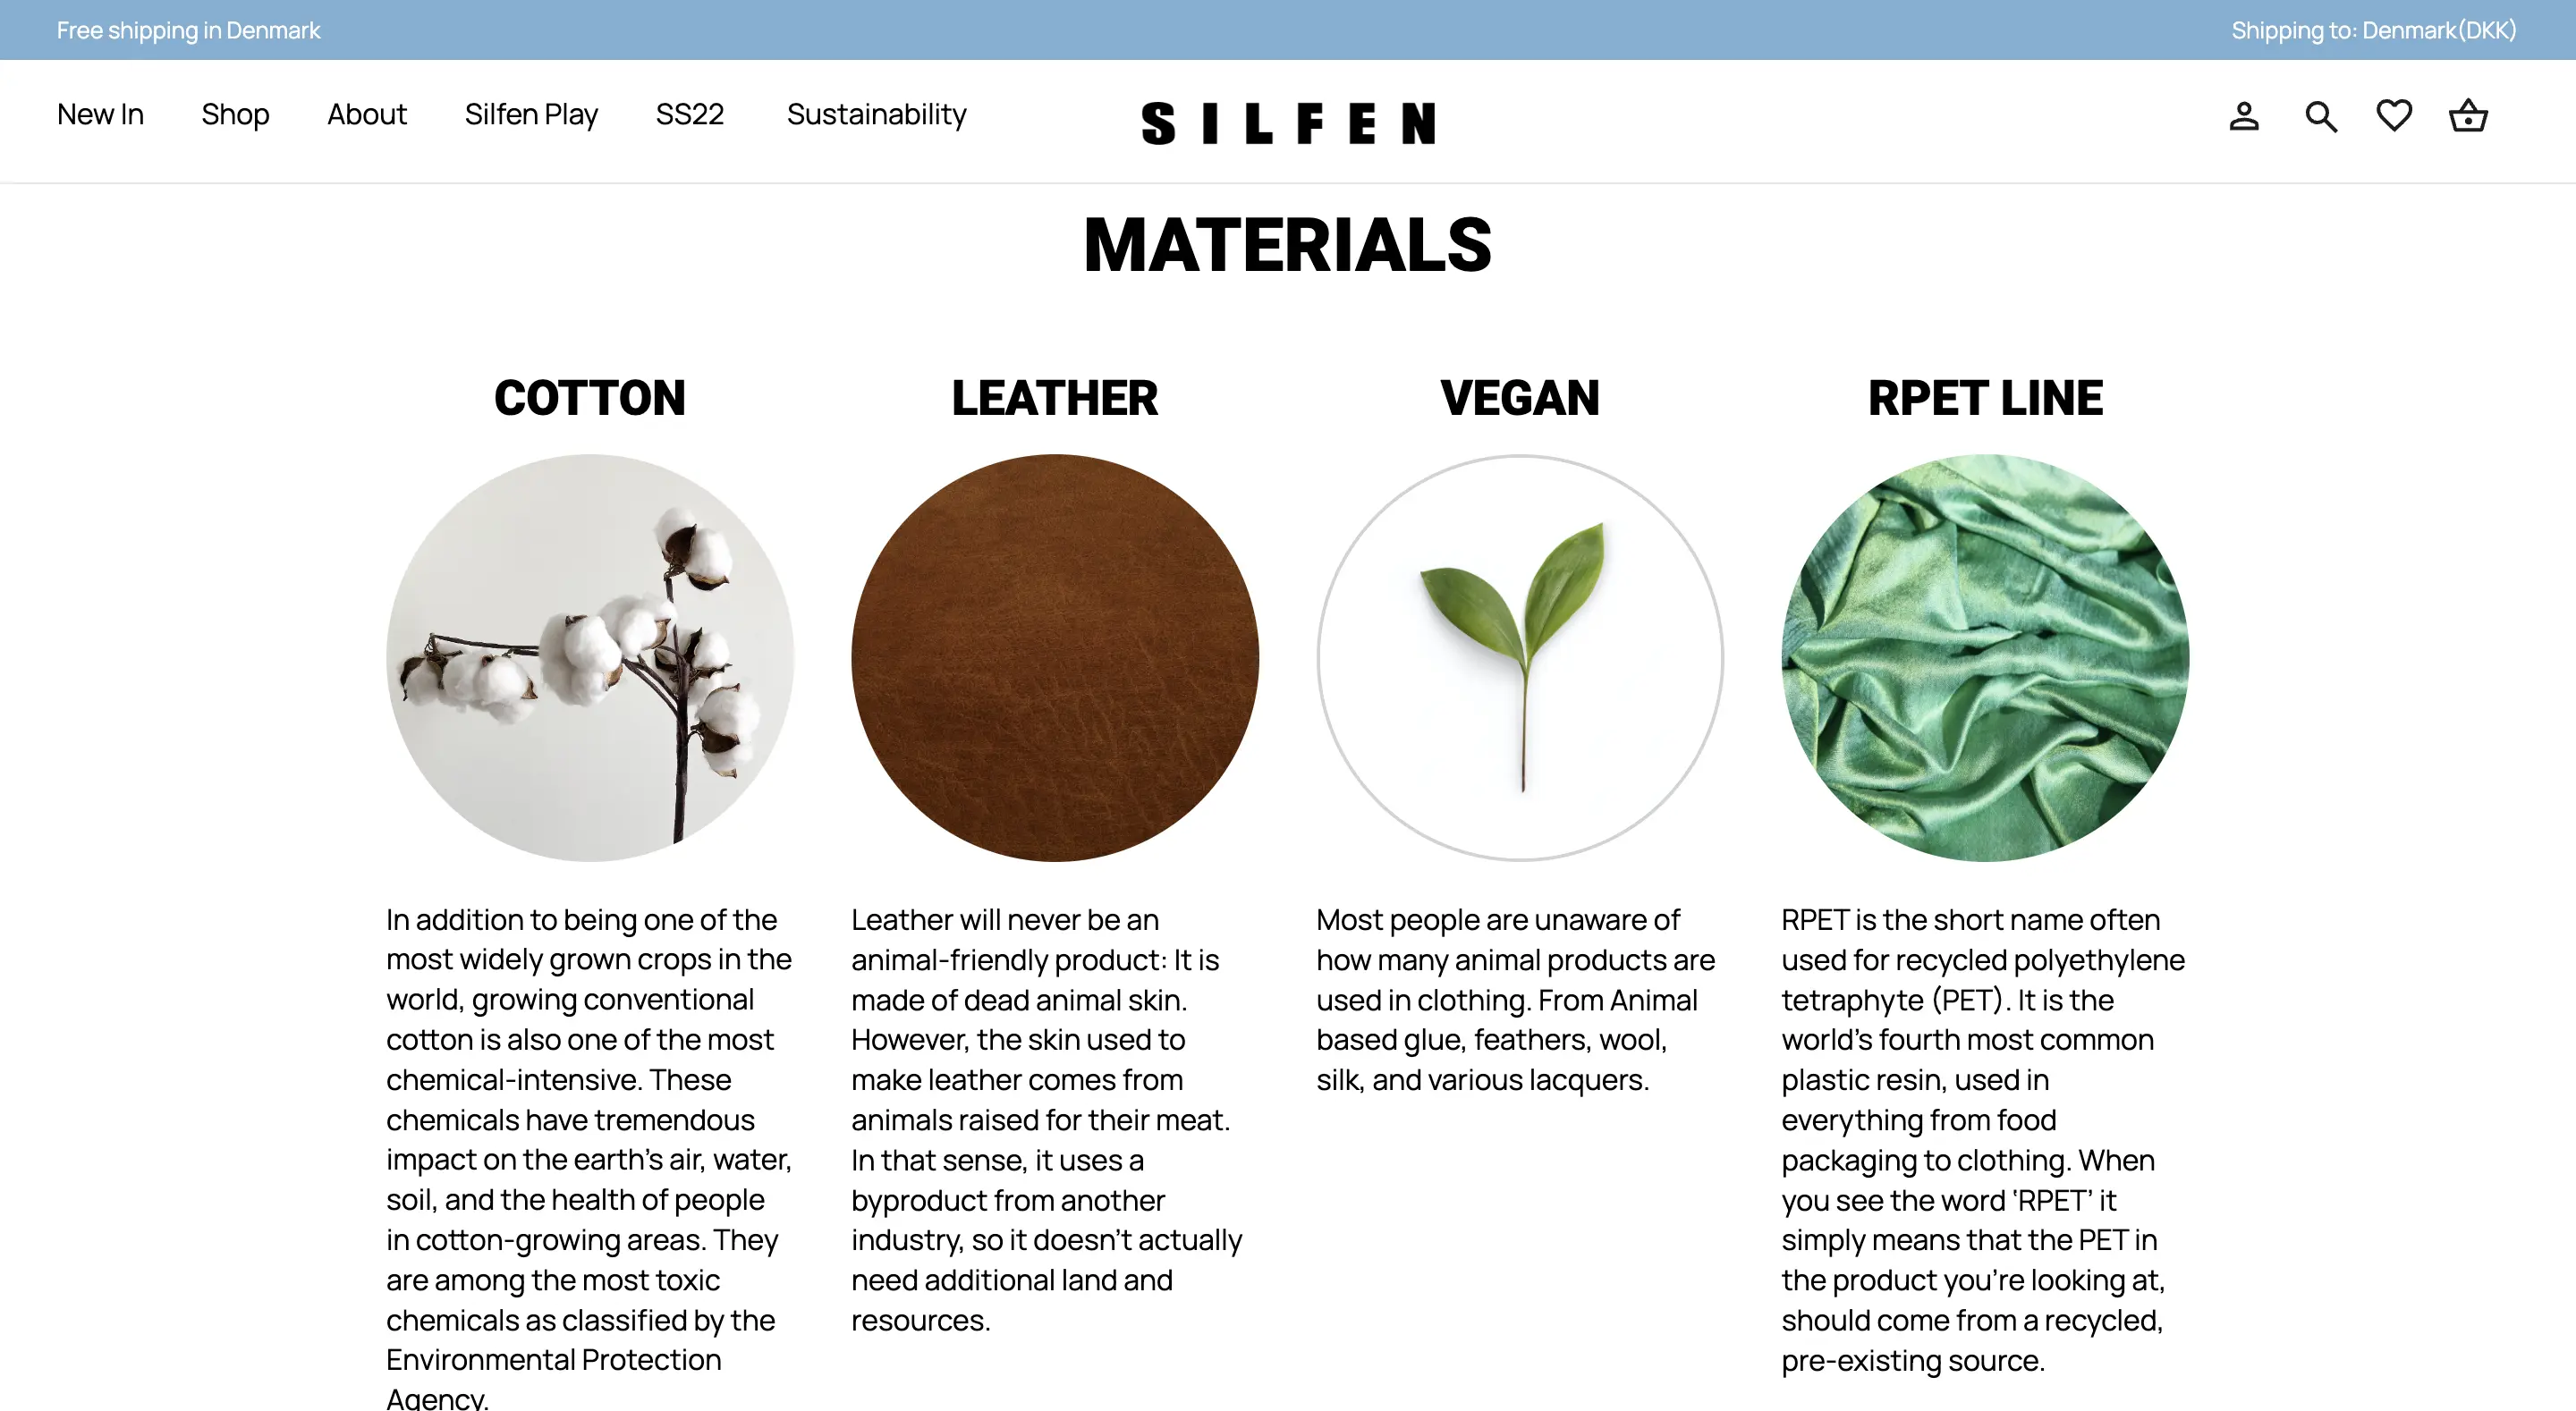 Free shipping in Denmark
Shipping to: Denmark(DKK)
New In
Shop
About
Silfen Play
SS22
Sustainability
SILFEN
MATERIALS
COTTON
In addition to being one of the
most widely grown crops in the
world, growing conventional
cotton is also one of the most
chemical-intensive. These
chemicals have tremendous
impact on the earth’s air, water,
soil, and the health of people
in cotton-growing areas. They
are among the most toxic
chemicals as classified by the
Environmental Protection
Agency.
LEATHER
Leather will never be an
animal-friendly product: It is
made of dead animal skin.
However, the skin used to
make leather comes from
animals raised for their meat.
In that sense, it uses a
byproduct from another
industry, so it doesn’t actually
need additional land and
resources.
VEGAN
Most people are unaware of
how many animal products are
used in clothing. From Animal
based glue, feathers, wool,
silk, and various lacquers.
RPET LINE
RPET is the short name often
used for recycled polyethylene
tetraphyte (PET). It is the
world’s fourth most common
plastic resin, used in
everything from food
packaging to clothing. When
you see the word ‘RPET’ it
simply means that the PET in
the product you’re looking at,
should come from a recycled,
pre-existing source.